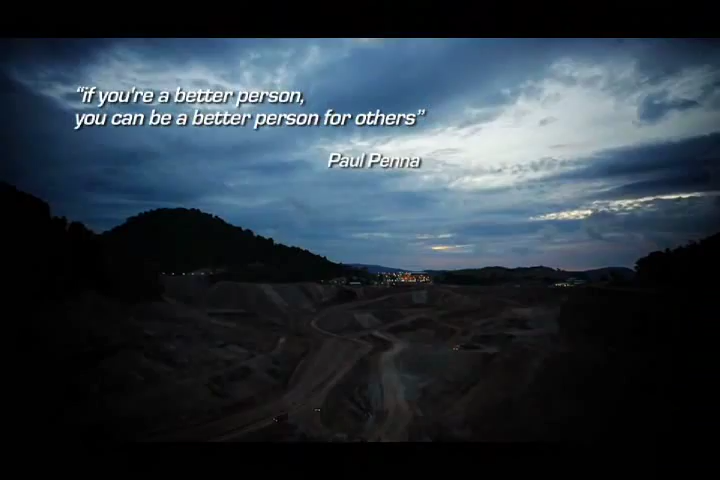 “if you're a better person,
you can be a better person for others”
Paul Penna